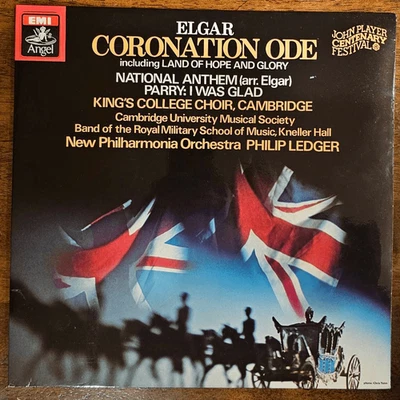 EMI
Angel
ELGAR
CORONATION ODE
including LAND OF HOPE AND GLORY
NATIONAL ANTHEM (arr. Elgar)
PARRY: I WAS GLAD
KING'S COLLEGE CHOIR, CAMBRIDGE
Cambridge University Musical Society
Band of the Royal Military School of Music, Kneller Hall
New Philharmonia Orchestra PHILIP LEDGER
JOHN PLAYER
CENTENARY
FESTIVAL